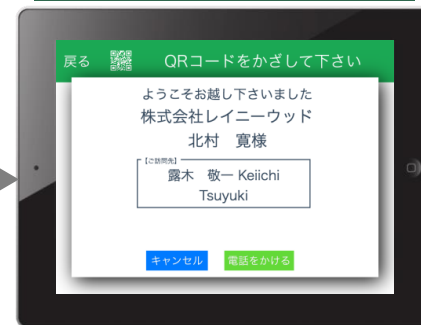 戻る QRコードをかざして下さい
ようこそお越し下さいました
株式会社レイニーウッド
北村 寛様
【ご訪問先】
露木 敬一 Keiichi
Tsuyuki
キャンセル 電話をかける